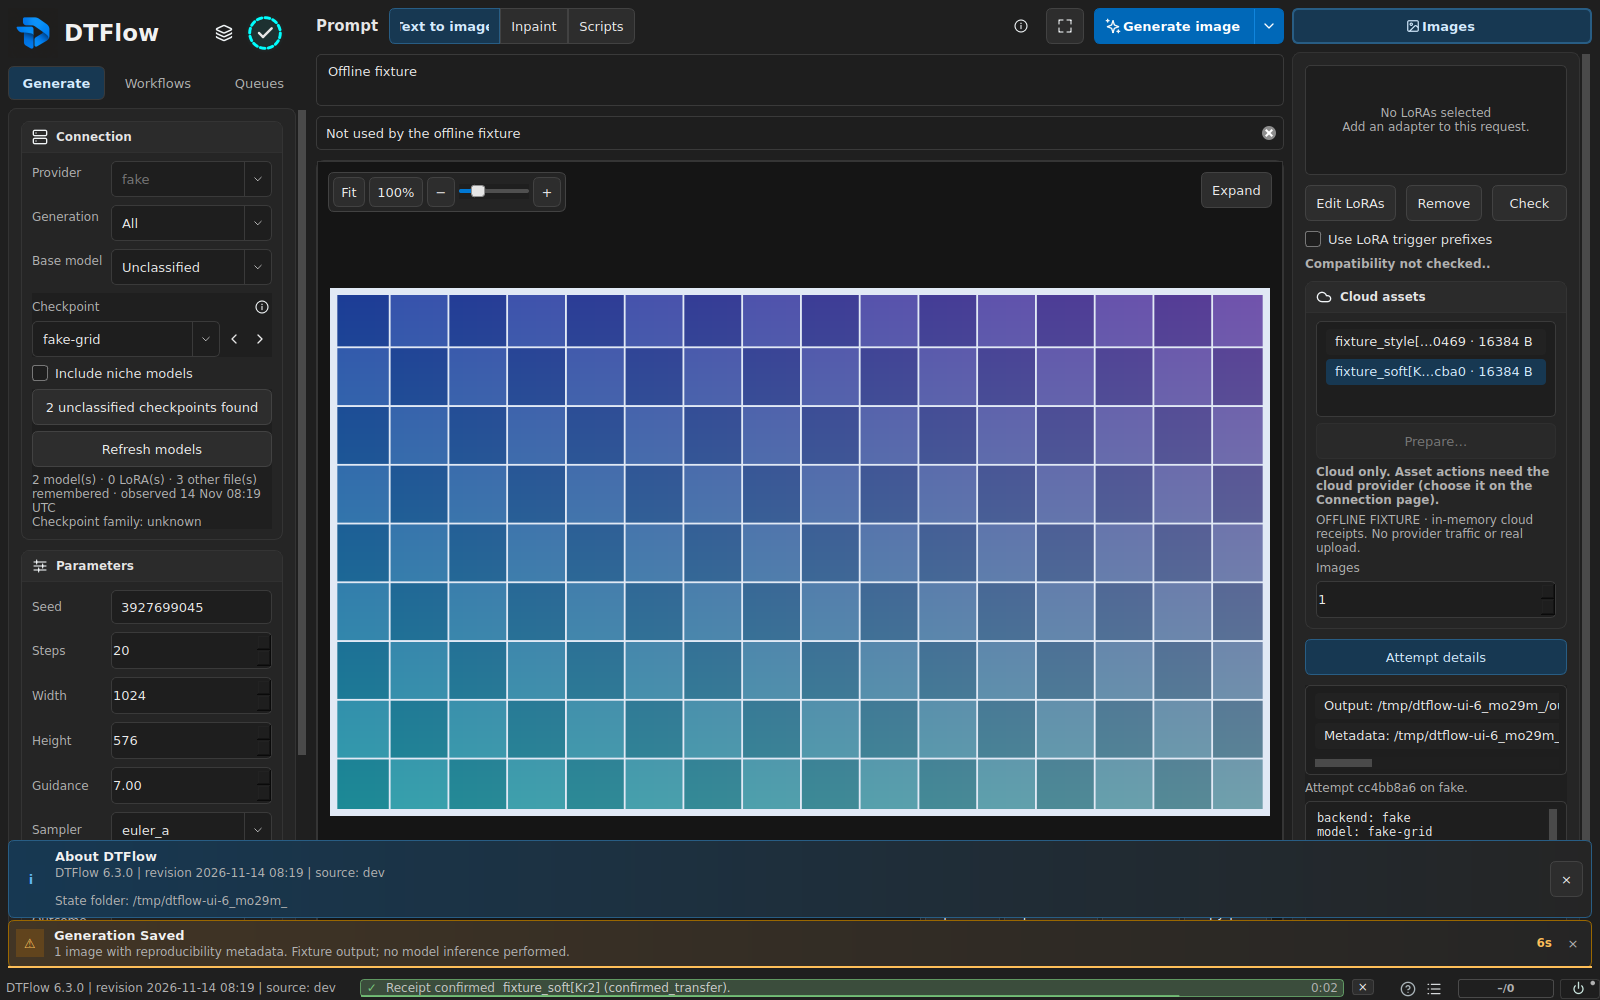 DTFlow
Generate
Workflows
Queues
Connection
Provider
fake
Generation
All
Base model
Unclassified
Checkpoint
fake-grid
Include niche models
2 unclassified checkpoints found
Refresh models
2 model(s) · 0 LoRA(s) · 3 other file(s)
remembered · observed 14 Nov 08:19
UTC
Checkpoint family: unknown
Parameters
Seed
3927699045
Steps
20
Width
1024
Height
576
Guidance
7.00
Sampler
euler_a
Prompt
Text to image
Inpaint
Scripts
Generate image
Offline fixture
Not used by the offline fixture
Fit
100%
−
+
Expand
Images
No LoRAs selected
Add an adapter to this request.
Edit LoRAs
Remove
Check
Use LoRA trigger prefixes
Compatibility not checked..
Cloud assets
fixture_style[...0469 · 16384 B
fixture_soft[K...cba0 · 16384 B
Prepare...
Cloud only. Asset actions need the
cloud provider (choose it on the
Connection page).
OFFLINE FIXTURE · in-memory cloud
receipts. No provider traffic or real
upload.
Images
1
Attempt details
Output: /tmp/dtflow-ui-6_mo29m_/o
Metadata: /tmp/dtflow-ui-6_mo29m_
Attempt cc4bb8a6 on fake.
backend: fake
model: fake-grid
About DTFlow
DTFlow 6.3.0 | revision 2026-11-14 08:19 | source: dev
State folder: /tmp/dtflow-ui-6_mo29m_
Generation Saved
1 image with reproducibility metadata. Fixture output; no model inference performed.
6s
DTFlow 6.3.0 | revision 2026-11-14 08:19 | source: dev
✓ Receipt confirmed fixture_soft[Kr2] (confirmed_transfer).
0:02
-/0